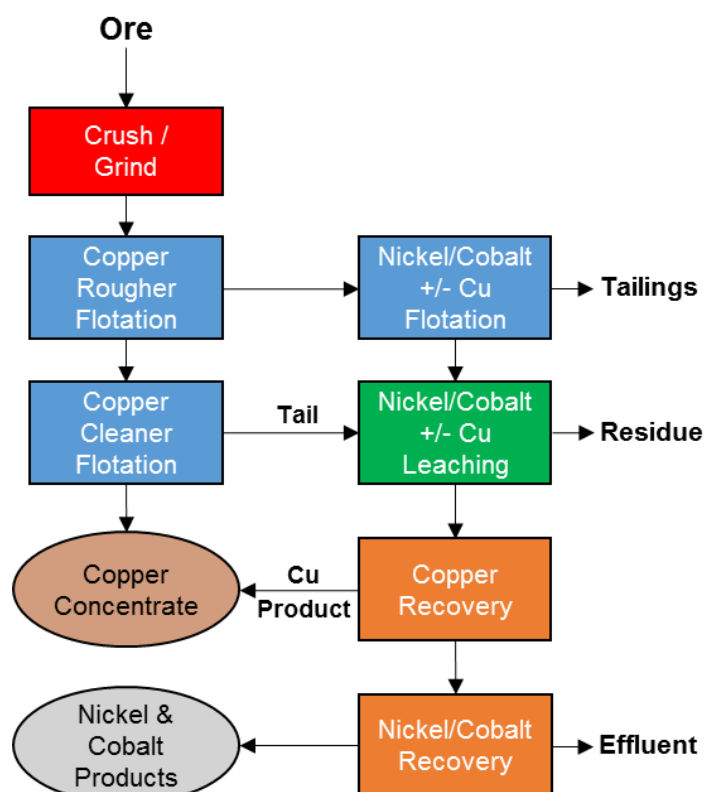 Ore
Crush /
Grind
Copper
Rougher
Flotation
Nickel/Cobalt
+/- Cu
Flotation
Tailings
Copper
Cleaner
Flotation
Tail
Nickel/Cobalt
+/- Cu
Leaching
Residue
Copper
Concentrate
Cu
Product
Copper
Recovery
Nickel &
Cobalt
Products
Nickel/Cobalt
Recovery
Effluent